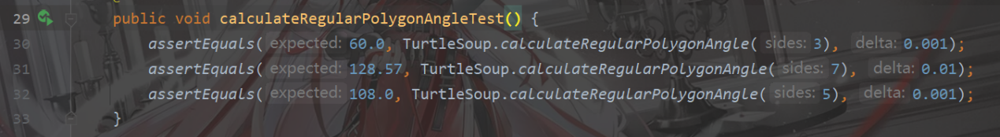 29 public void calculateRegularPolygonAngleTest() {
30 assertEquals( expected: 60.0, TurtleSoup.calculateRegularPolygonAngle( sides: 3), delta: 0.001);
31 assertEquals( expected: 128.57, TurtleSoup.calculateRegularPolygonAngle( sides: 7), delta: 0.01);
32 assertEquals( expected: 108.0, TurtleSoup.calculateRegularPolygonAngle( sides: 5), delta: 0.001);
33 }